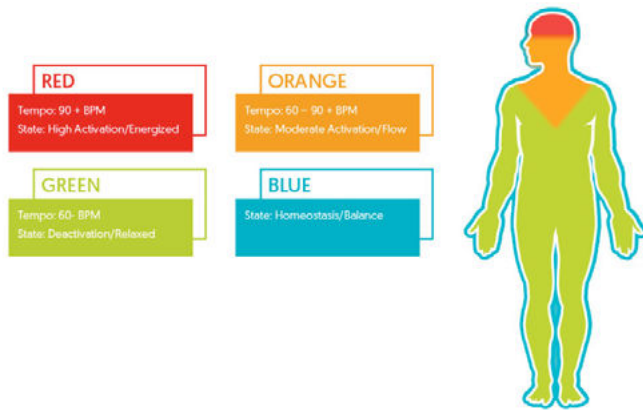 RED
Tempo: 90 + BPM
State: High Activation/Energized
ORANGE
Tempo: 60 – 90 + BPM
State: Moderate Activation/Flow
GREEN
Tempo: 60- BPM
State: Deactivation/Relaxed
BLUE
State: Homeostasis/Balance